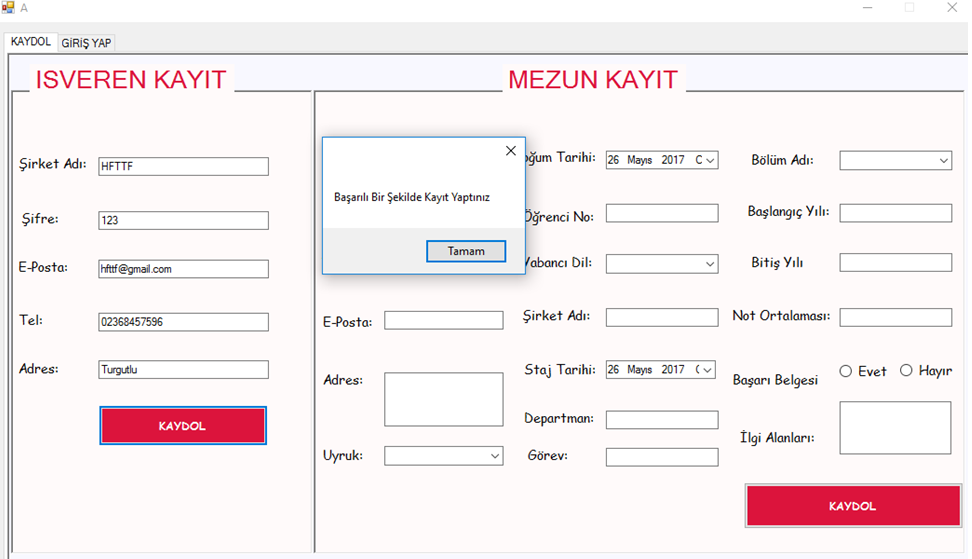 A
KAYDOL GİRİŞ YAP
ISVEREN KAYIT
Şirket Adı: HFTTF
Şifre: 123
E-Posta: hfttf@gmail.com
Tel: 02368457596
Adres: Turgutlu
KAYDOL
MEZUN KAYIT
Başarılı Bir Şekilde Kayıt Yaptınız
Tamam
E-Posta:
Adres:
Uyruk:
Tarihi: 26 Mayıs 2017
Öğrenci No:
Yabancı Dil:
Şirket Adı:
Staj Tarihi: 26 Mayıs 2017
Departman:
Görev:
Bölüm Adı:
Başlangıç Yılı:
Bitiş Yılı
Not Ortalaması:
Başarı Belgesi Evet Hayır
İlgi Alanları:
KAYDOL